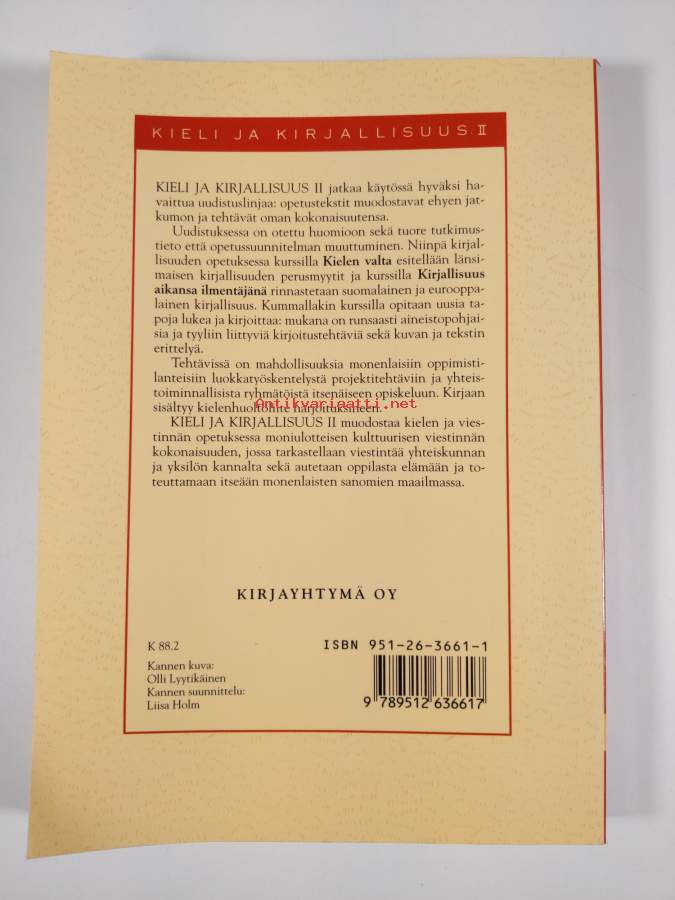 KIELI JA KIRJALLISUUS II
KIELI JA KIRJALLISUUS II jatkaa käytössä hyväksi ha-
vaittua uudistuslinjaa: opetustekstit muodostavat ehyen jat-
kumon ja tehtävät oman kokonaisuutensa.
Uudistuksessa on otettu huomioon sekä tuore tutkimus-
tieto että opetussuunnitelman muuttuminen. Niinpä kirjal-
lisuuden opetuksessa kurssilla Kielen valta esitellään länsi-
maisen kirjallisuuden perusmyytit ja kurssilla Kirjallisuus
aikansa ilmentäjänä rinnastetaan suomalainen ja eurooppa-
lainen kirjallisuus. Kummallakin kurssilla opitaan uusia ta-
poja lukea ja kirjoittaa: mukana on runsaasti aineistopohjai-
sia ja tyyliin liittyviä kirjoitustehtäviä sekä kuvan ja tekstin
erittelyä.
Tehtävissä on mahdollisuuksia monenlaisiin oppimisti-
lanteisiin luokkatyöskentelystä projektitehtäviin ja yhteis-
toiminnallisista ryhmätöistä itsenäiseen opiskeluun. Kirjaan
Antikvariaatti.net
sisältyy kielenhuoltoliite harjoituksineen.
KIELI JA KIRJALLISUUS II muodostaa kielen ja vies-
tinnän opetuksessa moniulotteisen kulttuurisen viestinnän
kokonaisuuden, jossa tarkastellaan viestintää yhteiskunnan
ja yksilön kannalta sekä autetaan oppilasta elämään ja to-
teuttamaan itseään monenlaisten sanomien maailmassa.
KIRJAYHTYMÄ OY
K 88.2
ISBN 951-26-3661-1
Kannen kuva:
Olli Lyytikäinen
Kannen suunnittelu:
Liisa Holm
9 789512 636617